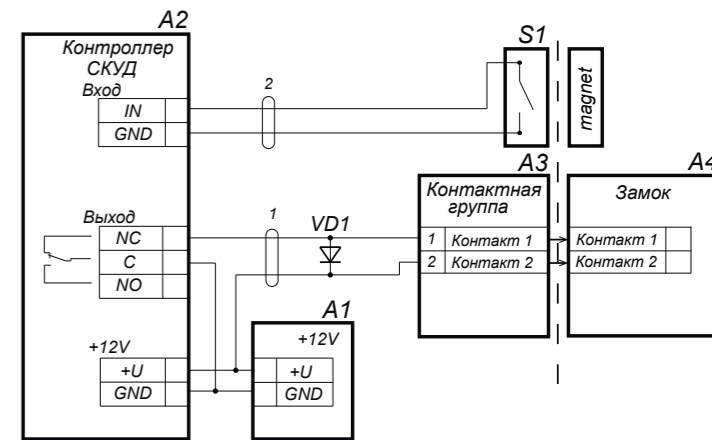 A2
Контроллер
СКУД
Вход
IN
GND
2
S1
magnet
A3
Контактная
группа
1 Контакт 1
2 Контакт 2
A4
Замок
Контакт 1
Контакт 2
Выход
NC
C
NO
1
VD1
+12V
+U
GND
A1
+12V
+U
GND